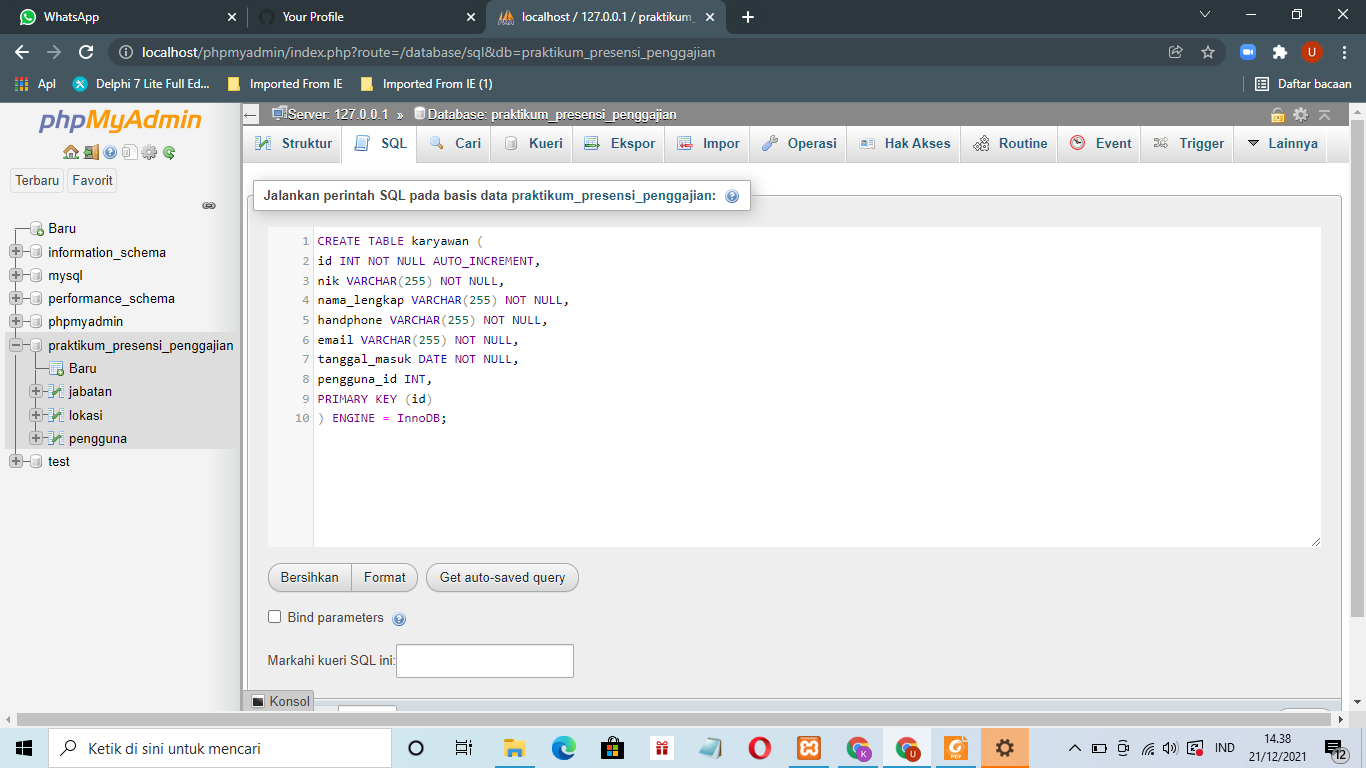 WhatsApp
Your Profile
localhost / 127.0.0.1 / praktikum_
localhost/phpmyadmin/index.php?route=/database/sql&db=praktikum_presensi_penggajian
U
Apl
Delphi 7 Lite Full Ed...
Imported From IE
Imported From IE (1)
Daftar bacaan
phpMyAdmin
Terbaru
Favorit
Baru
information_schema
mysql
performance_schema
phpmyadmin
praktikum_presensi_penggajian
Baru
jabatan
lokasi
pengguna
test
Server: 127.0.0.1 » Database: praktikum_presensi_penggajian
Struktur
SQL
Cari
Kueri
Ekspor
Impor
Operasi
Hak Akses
Routine
Event
Trigger
Lainnya
Jalankan perintah SQL pada basis data praktikum_presensi_penggajian:
1 CREATE TABLE karyawan (
2 id INT NOT NULL AUTO_INCREMENT,
3 nik VARCHAR(255) NOT NULL,
4 nama_lengkap VARCHAR(255) NOT NULL,
5 handphone VARCHAR(255) NOT NULL,
6 email VARCHAR(255) NOT NULL,
7 tanggal_masuk DATE NOT NULL,
8 pengguna_id INT,
9 PRIMARY KEY (id)
10 ) ENGINE = InnoDB;
Bersihkan
Format
Get auto-saved query
Bind parameters
Markahi kueri SQL ini:
Konsol
Ketik di sini untuk mencari
K
U
PDF
IND
14.38
21/12/2021
12